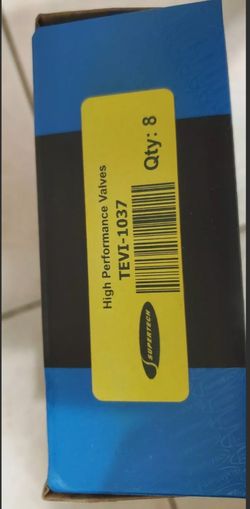 High Performance Valves
TEVI-1037
Qty: 8
SUPERTECH